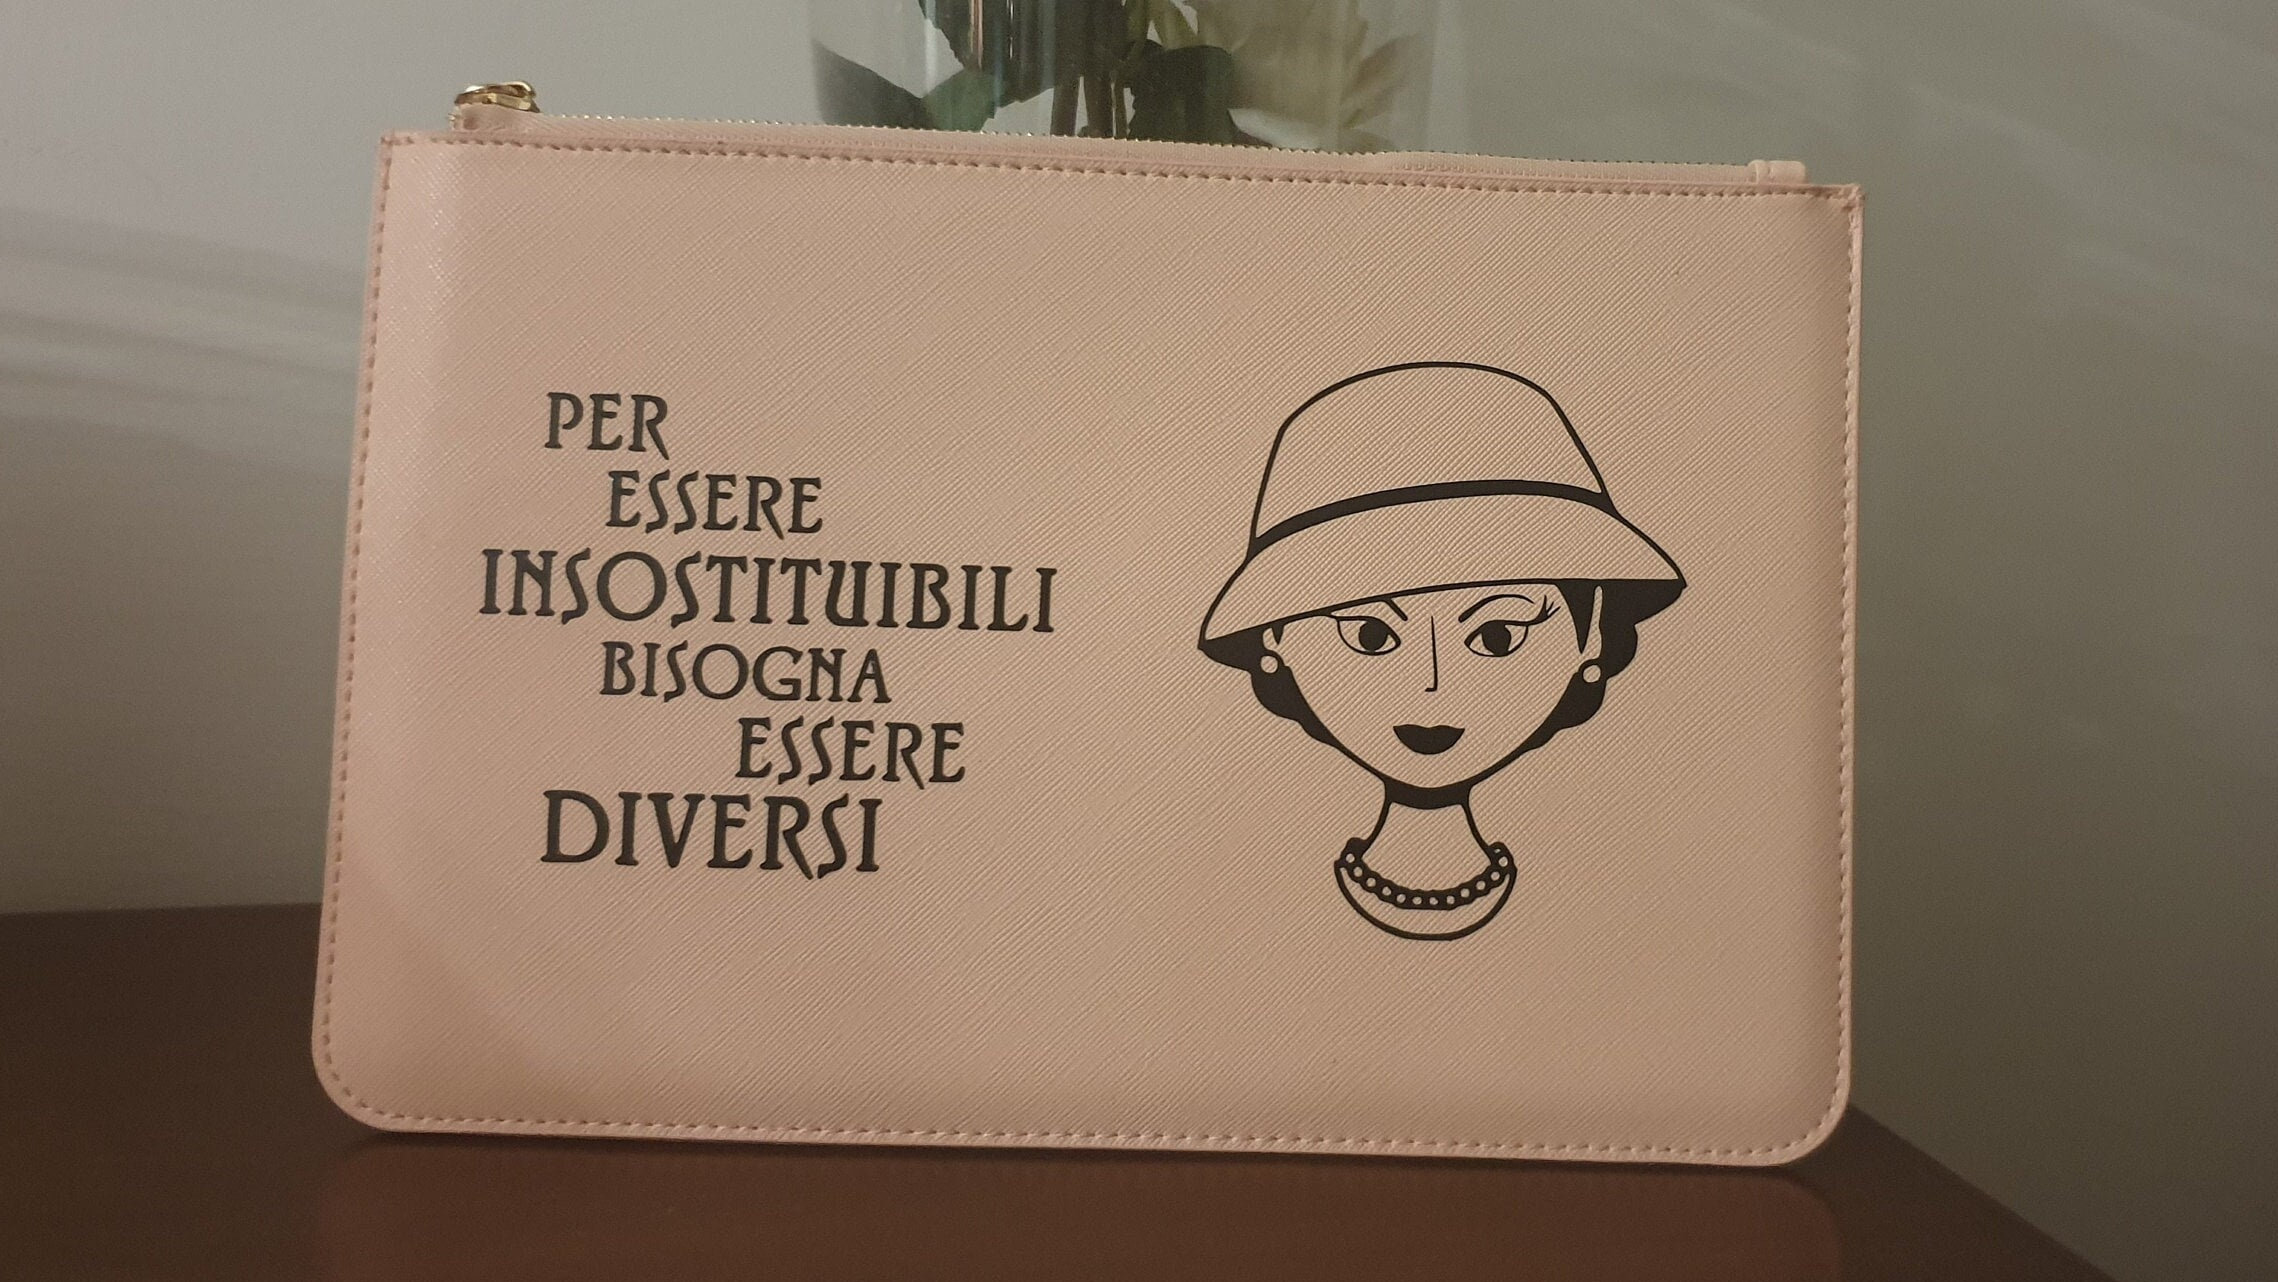 PER
ESSERE
INSOSTITUIBILI
BISOGNA
ESSERE
DIVERSI